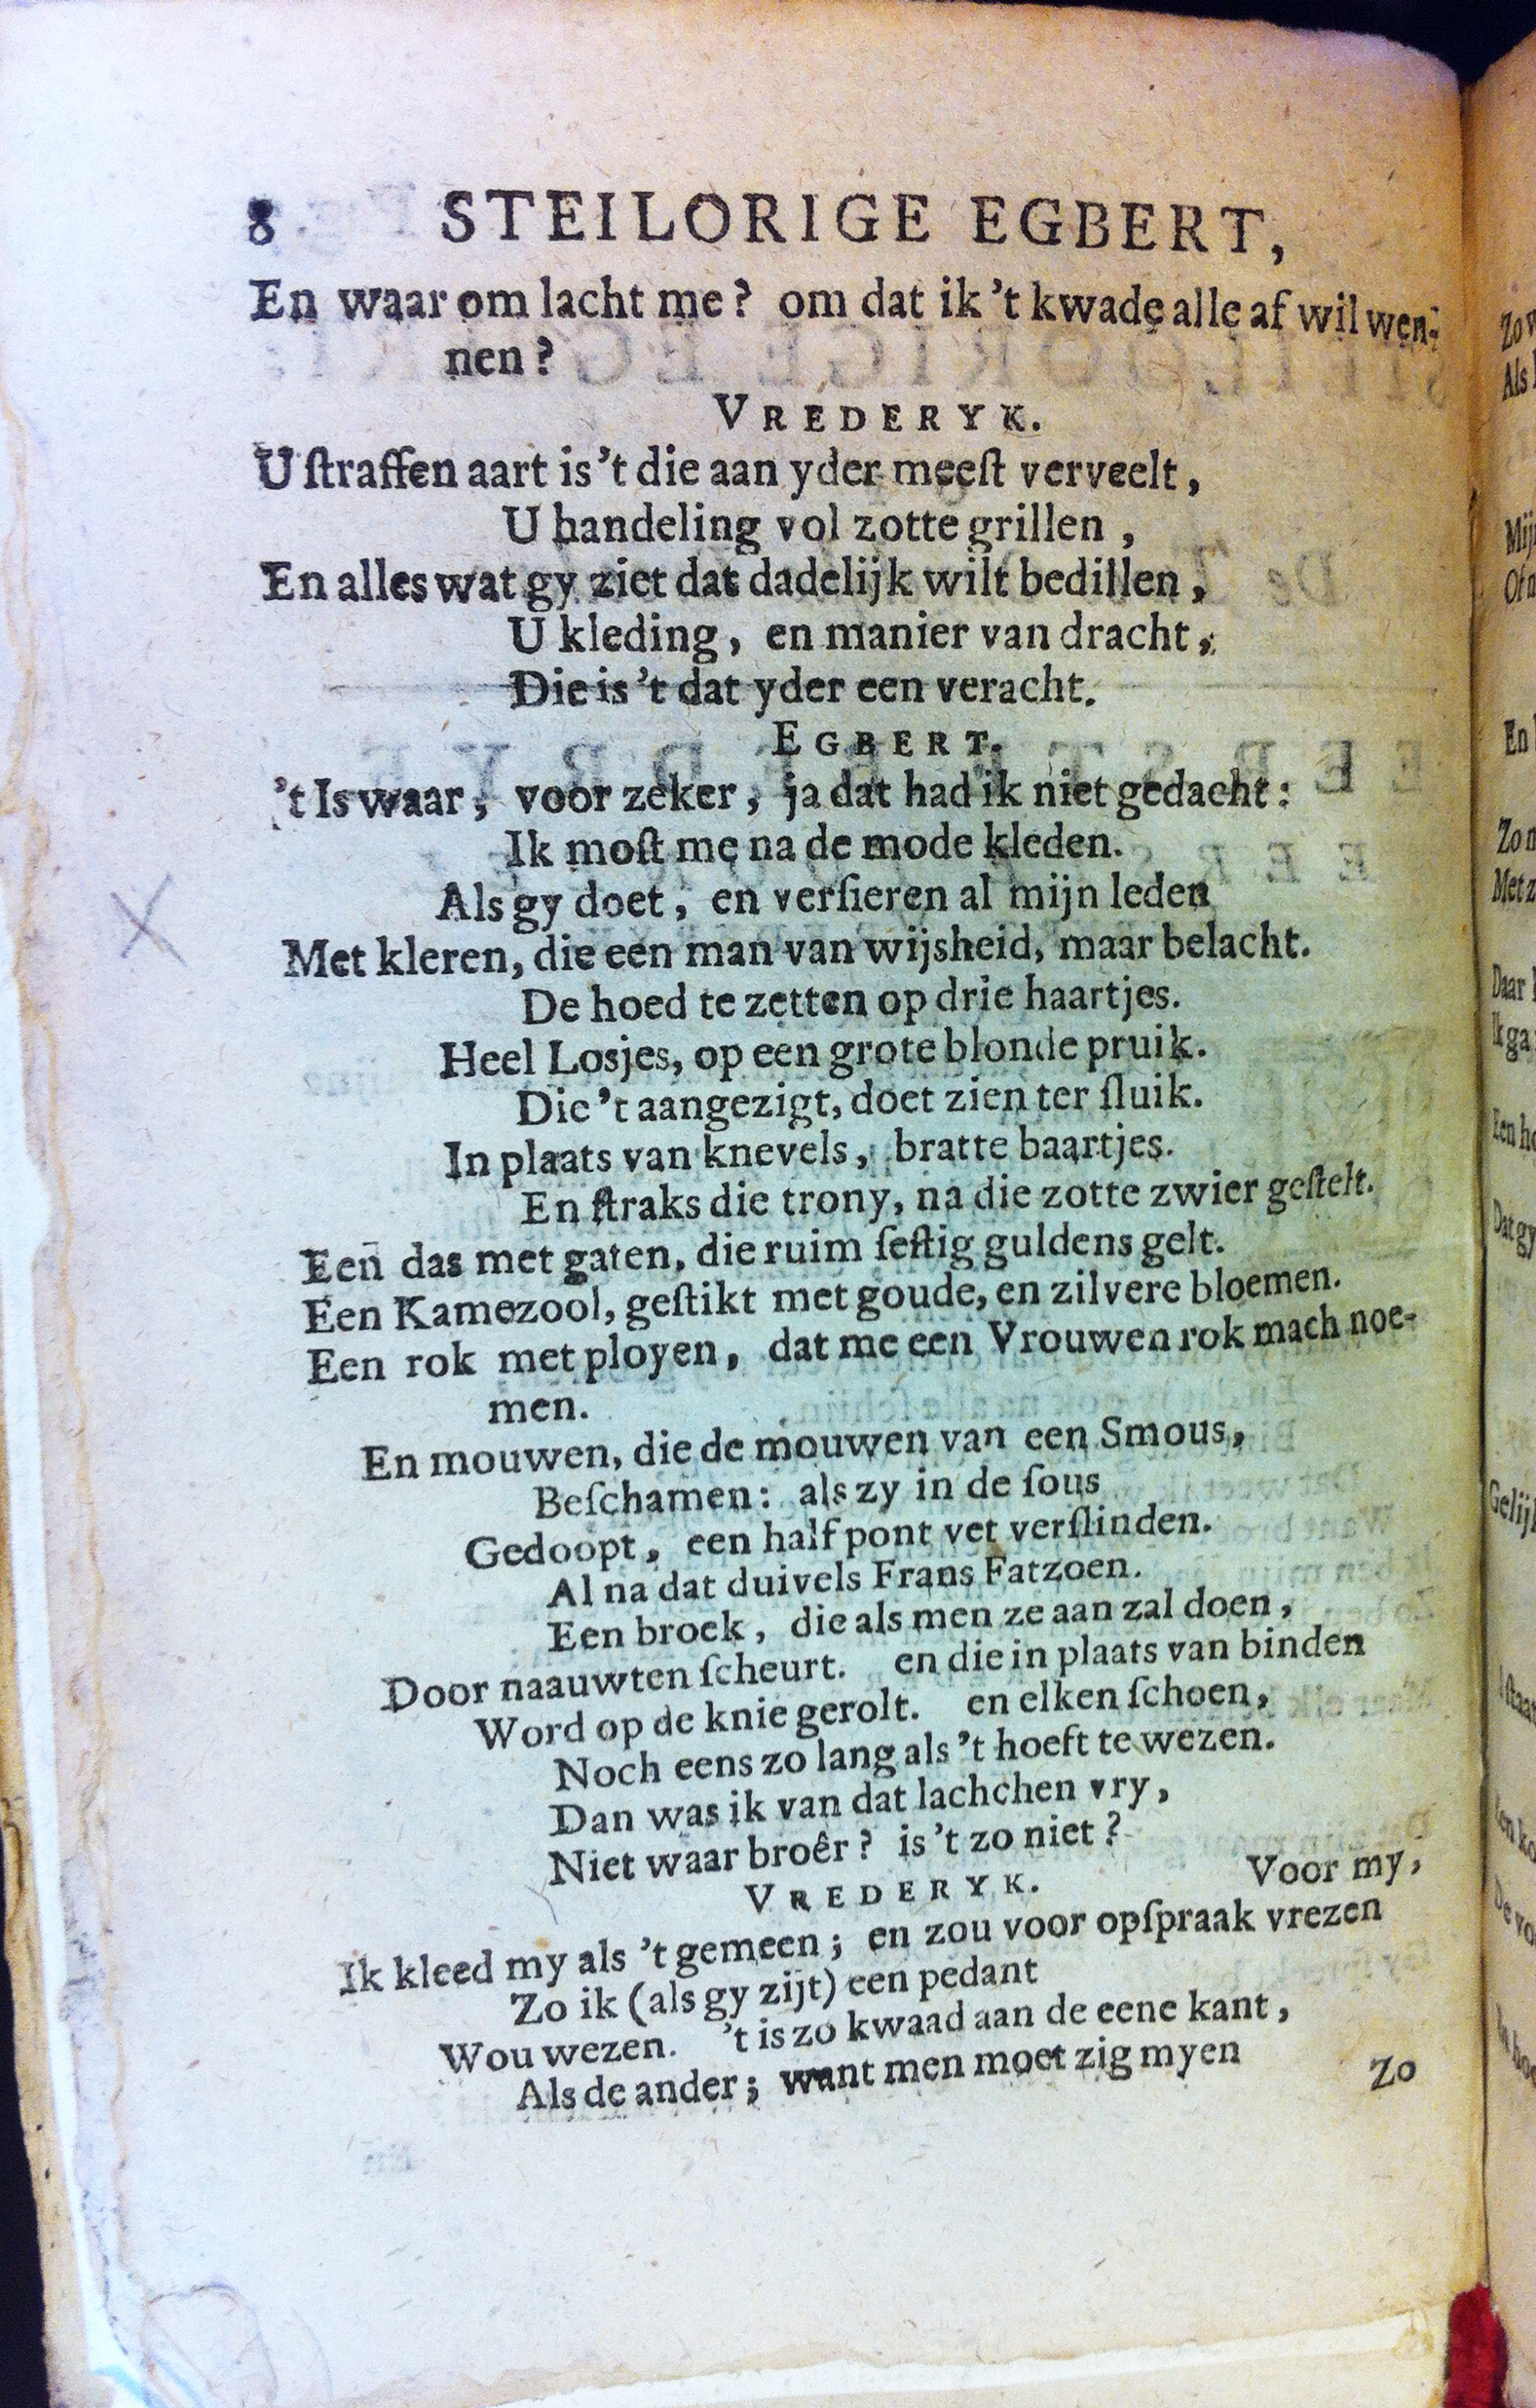 8 STEILORIGE EGBERT,
En waarom lacht me? om dat ik 't kwade alle af wil wen-
nen?
VREDERYK.
U ſtraffen aart is 't die aan yder meeſt verveelt,
U handeling vol zotte grillen,
En alles wat gy ziet dat dadelijk wilt bedillen,
U kleding, en manier van dracht,
Die is 't dat yder een veracht.
EGBERT.
't Is waar, voor zeker, ja dat had ik niet gedacht:
Ik moſt me na de mode kleden.
Als gy doet, en verſieren al mijn leden
Met kleren, die een man van wijsheid, maar belacht.
De hoed te zetten op drie haartjes.
Heel Losjes, op een grote blonde pruik.
Die 't aangezigt, doet zien ter ſluik.
In plaats van knevels, bratte baartjes.
En ſtraks die trony, na die zotte zwier geſtelt.
Een das met gaten, die ruim ſeſtig guldens gelt.
Een Kamezool, geſtikt met goude, en zilvere bloemen.
Een rok met ployen, dat me een Vrouwen rok mach noe-
men.
En mouwen, die de mouwen van een Smous,
Beſchamen: als zy in de ſous
Gedoopt, een half pont vet verſlinden.
Al na dat duivels Frans Fatzoen.
Een broek, die als men ze aan zal doen,
Door naauwten ſcheurt. en die in plaats van binden
Word op de knie gerolt. en elken ſchoen,
Noch eens zo lang als 't hoeft te wezen.
Dan was ik van dat lachchen vry,
Niet waar broêr? is 't zo niet?
VREDERYK. Voor my,
Ik kleed my als 't gemeen; en zou voor opſpraak vrezen
Zo ik (als gy zijt) een pedant
Wou wezen. 't is zo kwaad aan de eene kant,
Als de ander; want men moet zig myen
Zo